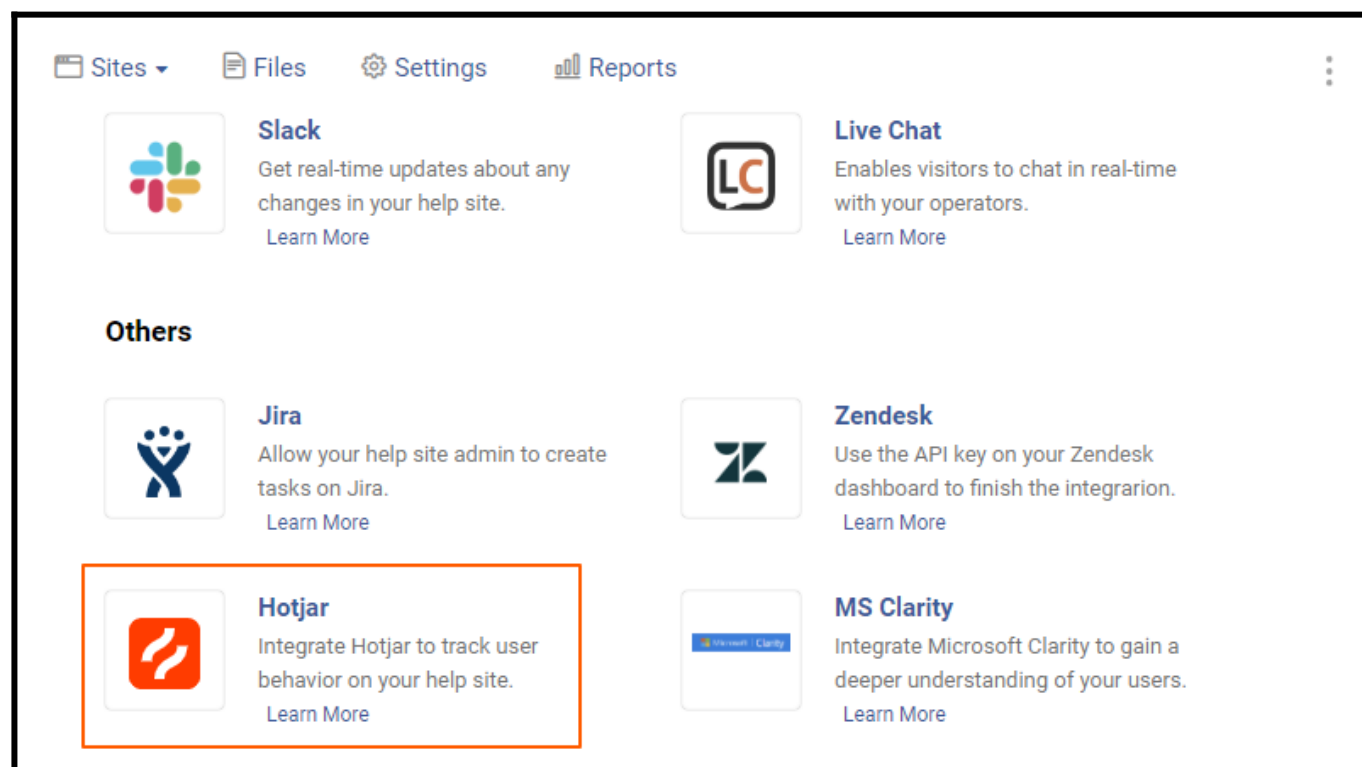 Sites Files Settings Reports
Slack
Get real-time updates about any
changes in your help site.
Learn More
Live Chat
Enables visitors to chat in real-time
with your operators.
Learn More
LC
Others
Jira
Allow your help site admin to create
tasks on Jira.
Learn More
Zendesk
Use the API key on your Zendesk
dashboard to finish the integrarion.
Learn More
Hotjar
Integrate Hotjar to track user
behavior on your help site.
Learn More
Microsoft | Clarity
MS Clarity
Integrate Microsoft Clarity to gain a
deeper understanding of your users.
Learn More